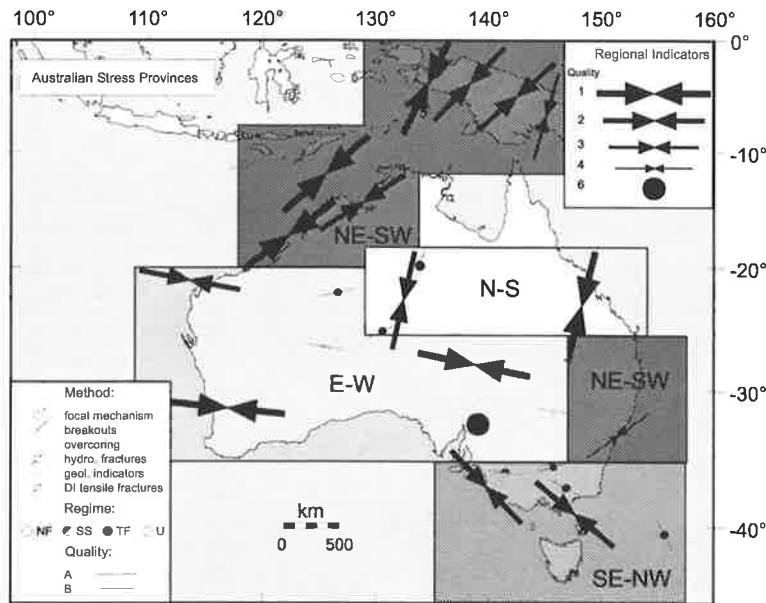 100° 110° 120° 130° 140° 150° 160°
0°
-10°
-20°
-30°
-40°
Australian Stress Provinces
Regional Indicators
Quality
1
2
3
4
6
NE-SW
N-S
E-W
NE-SW
SE-NW
km
0 500
Method:
focal mechanism
breakouts
overcoring
hydro. fractures
geol. indicators
DI tensile fractures
Regime:
NF SS TF U
Quality:
A
B